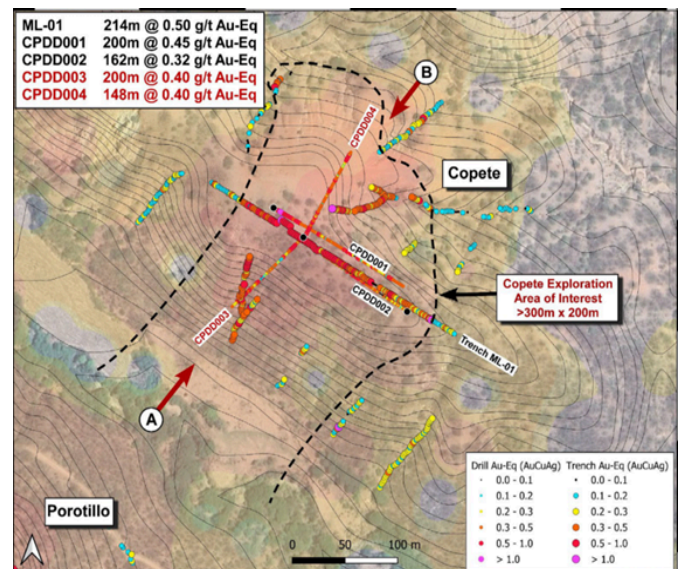 ML-01 214m @ 0.50 g/t Au-Eq
CPDD001 200m @ 0.45 g/t Au-Eq
CPDD002 162m @ 0.32 g/t Au-Eq
CPDD003 200m @ 0.40 g/t Au-Eq
CPDD004 148m @ 0.40 g/t Au-Eq
B
CPDD004
Copete
CPDD001
CPDD002
CPDD003
Copete Exploration
Area of Interest
>300m x 200m
Trench ML-01
A
Porotillo
0 50 100 m
Drill Au-Eq (AuCuAg) Trench Au-Eq (AuCuAg)
0.0 - 0.1 0.0 - 0.1
0.1 - 0.2 0.1 - 0.2
0.2 - 0.3 0.2 - 0.3
0.3 - 0.5 0.3 - 0.5
0.5 - 1.0 0.5 - 1.0
> 1.0 > 1.0